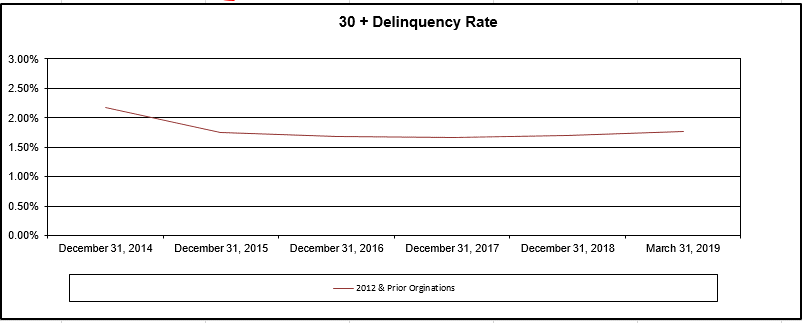 30 + Delinquency Rate
3.00%
2.50%
2.00%
1.50%
1.00%
0.50%
0.00%
December 31, 2014 December 31, 2015 December 31, 2016 December 31, 2017 December 31, 2018 March 31, 2019
2012 & Prior Orginations